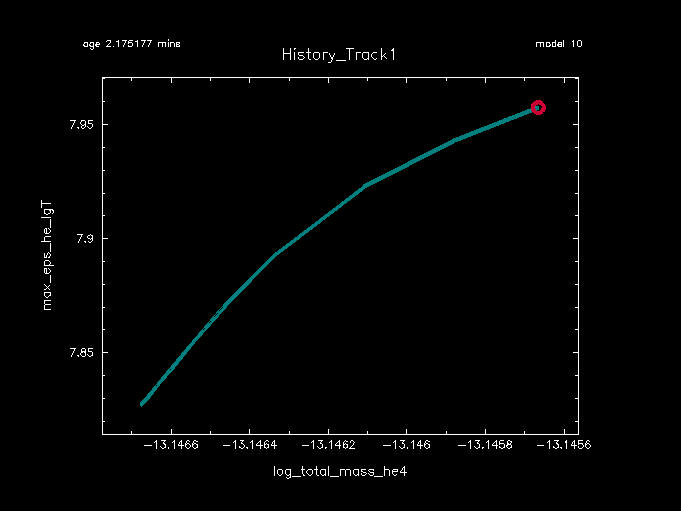 age 2.175177 mins
model 10
History_Track1
7.95
7.9
7.85
max_eps_he_lgT
−13.1466
−13.1464
−13.1462
−13.146
−13.1458
−13.1456
log_total_mass_he4